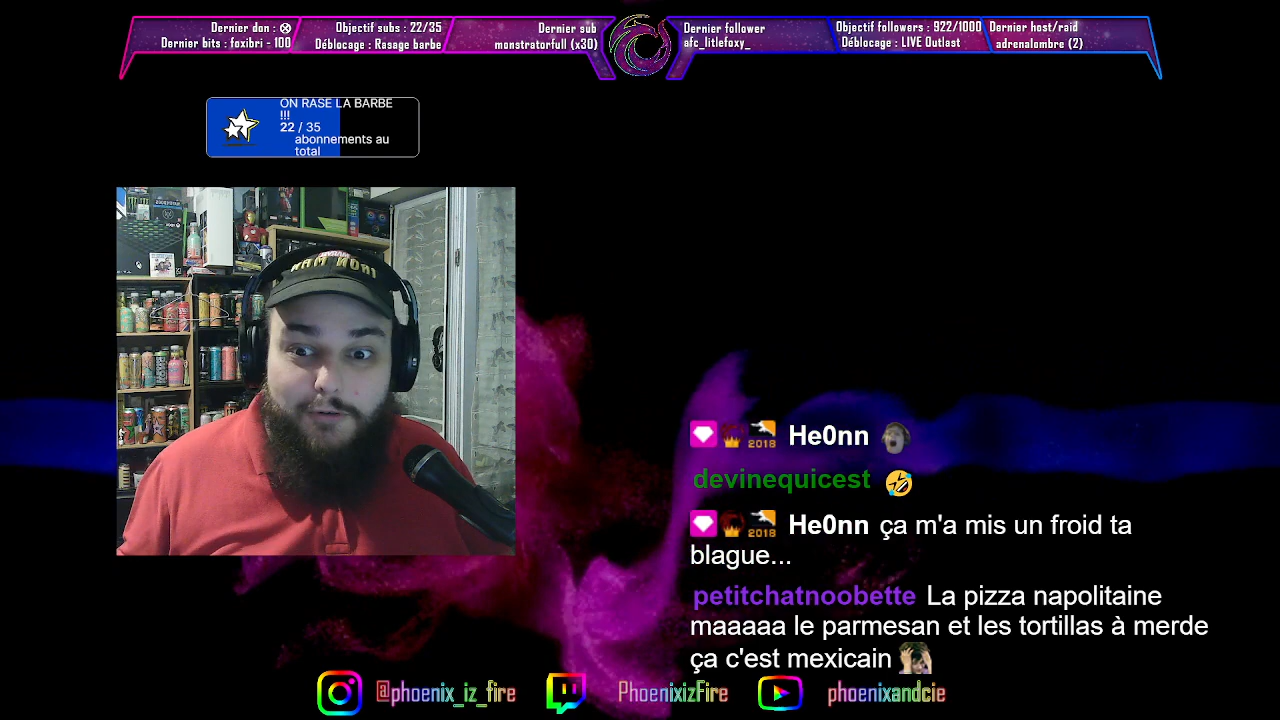 Dernier don :
Dernier bits : foxibri - 100
Objectif subs : 22/35
Déblocage : Rasage barbe
Dernier sub
monstratorfull (x30)
Dernier follower
afc_litlefoxy_
Objectif followers : 922/1000
Déblocage : LIVE Outlast
Dernier host/raid
adrenalombre (2)
ON RASE LA BARBE
!!!
22 / 35
abonnements au
total
He0nn
devinequicest
2018
He0nn ça m'a mis un froid ta
2018
blague...
petitchatnoobette La pizza napolitaine
maaaaa le parmesan et les tortillas à merde
ça c'est mexicain
@phoenix_iz_fire
PhoenixizFire
phoenixandcie